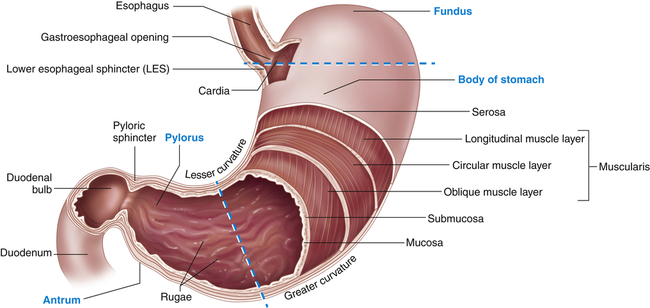 Esophagus
Fundus
Gastroesophageal opening
Lower esophageal sphincter (LES)
Body of stomach
Cardia
Serosa
Pyloric
sphincter
Pylorus
Lesser curvature
Longitudinal muscle layer
Circular muscle layer
Muscularis
Duodenal
bulb
Oblique muscle layer
Submucosa
Mucosa
Duodenum
Antrum
Rugae
Greater curvature